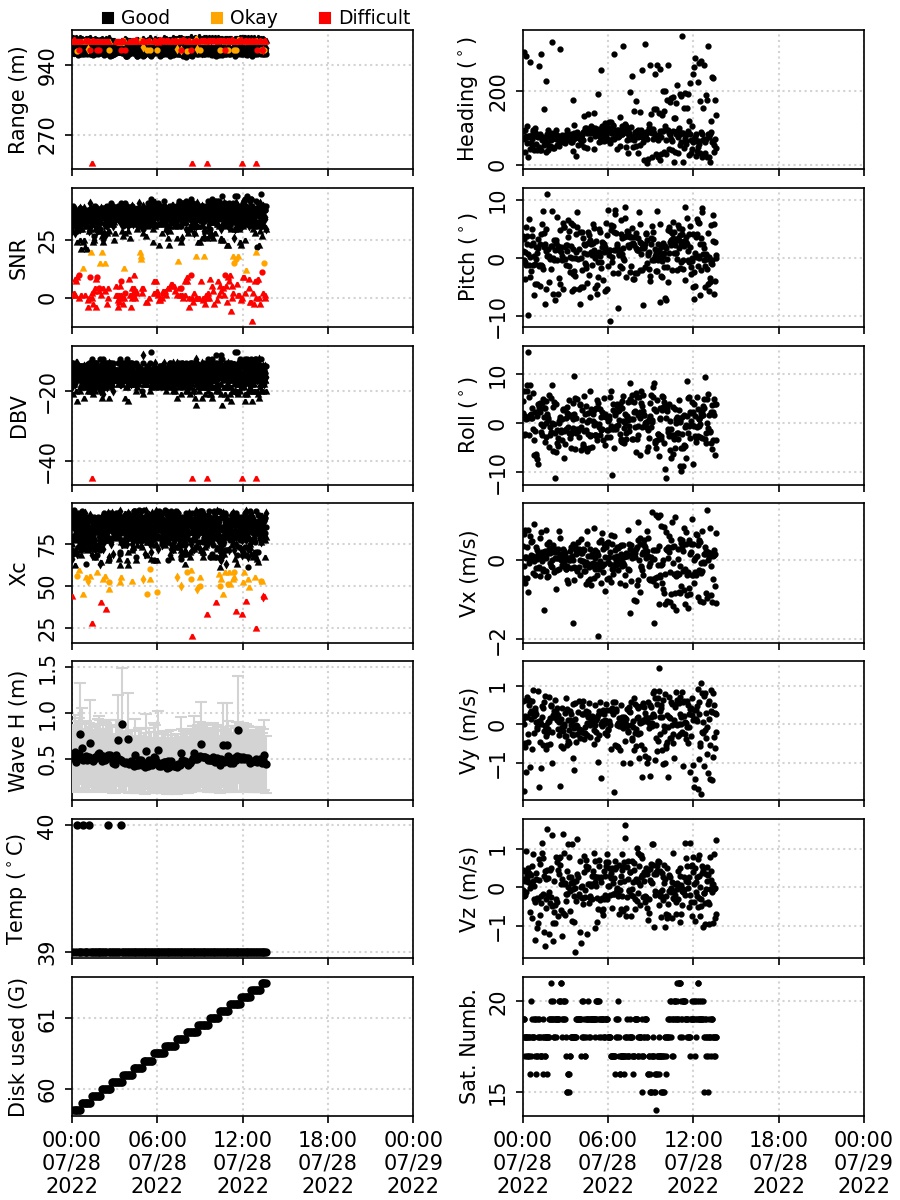 Good Okay Difficult
Range (m)
940
270
Heading (°)
200
0
SNR
25
0
Pitch (°)
10
0
−10
DBV
−20
−40
Roll (°)
10
0
−10
Xc
75
50
25
Vx (m/s)
0
−2
Wave H (m)
1.5
1.0
0.5
Vy (m/s)
1
0
−1
Temp (°C)
40
39
Vz (m/s)
1
0
−1
Disk used (G)
61
60
Sat. Numb.
20
15
00:00 06:00 12:00 18:00 00:00
07/28 07/28 07/28 07/28 07/29
2022 2022 2022 2022 2022
00:00 06:00 12:00 18:00 00:00
07/28 07/28 07/28 07/28 07/29
2022 2022 2022 2022 2022